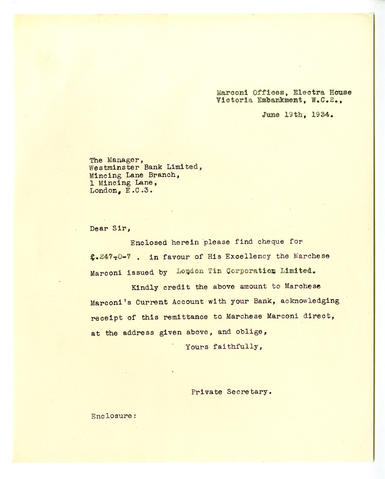 Marconi Offices, Electra House
Victoria Embankment, W.C.2.,
June 19th, 1934.
The Manager,
Westminster Bank Limited,
Mincing Lane Branch,
1 Mincing Lane,
London, E.C.3.
Dear Sir,
Enclosed herein please find cheque for
£.24740-7 . in favour of His Excellency the Marchese
Marconi issued by London Tin Corporation Limited.
Kindly credit the above amount to Marchese
Marconi's Current Account with your Bank, acknowledging
receipt of this remittance to Marchese Marconi direct,
at the address given above, and oblige,
Yours faithfully,
Private Secretary.
Enclosure: